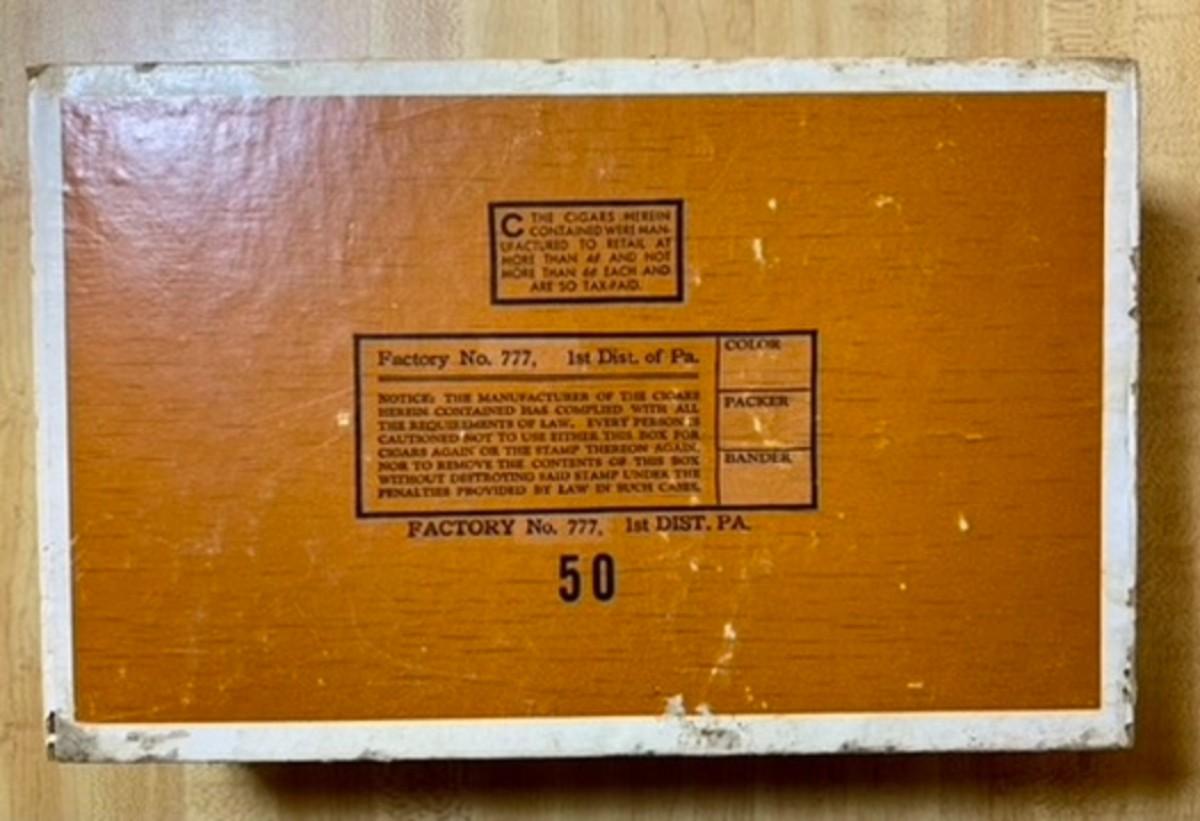 C THE CIGARS HEREIN
CONTAINED WERE MAN-
UFACTURED TO RETAIL AT
MORE THAN 4¢ AND NOT
MORE THAN 6¢ EACH AND
ARE SO TAX-PAID.
Factory No. 777, 1st Dist. of Pa.
NOTICE: THE MANUFACTURER OF THE CIGARS
HEREIN CONTAINED HAS COMPLIED WITH ALL
THE REQUIREMENTS OF LAW. EVERY PERSON IS
CAUTIONED NOT TO USE EITHER THIS BOX FOR
CIGARS AGAIN OR THE STAMP THEREON AGAIN,
NOR TO REMOVE THE CONTENTS OF THIS BOX
WITHOUT DESTROYING SAID STAMP UNDER THE
PENALTIES PROVIDED BY LAW IN SUCH CASES.
COLOR
PACKER
BANDER
FACTORY No. 777, 1st DIST. PA.
50